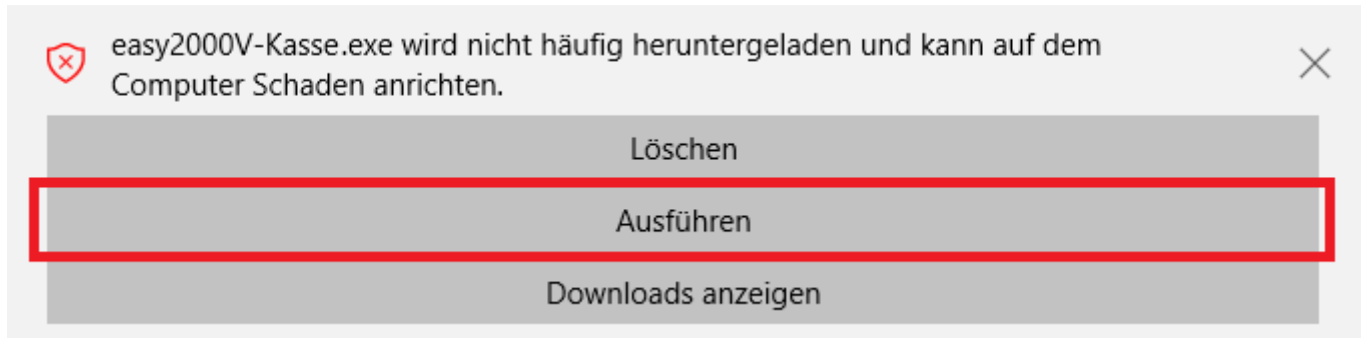 easy2000V-Kasse.exe wird nicht häufig heruntergeladen und kann auf dem
Computer Schaden anrichten.
Löschen
Ausführen
Downloads anzeigen